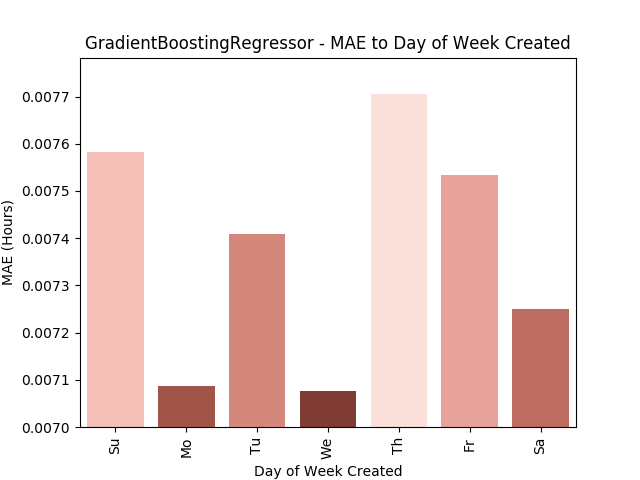 GradientBoostingRegressor - MAE to Day of Week Created
0.0077
0.0076
0.0075
0.0074
0.0073
0.0072
0.0071
0.0070
MAE (Hours)
Su
Mo
Tu
We
Th
Fr
Sa
Day of Week Created